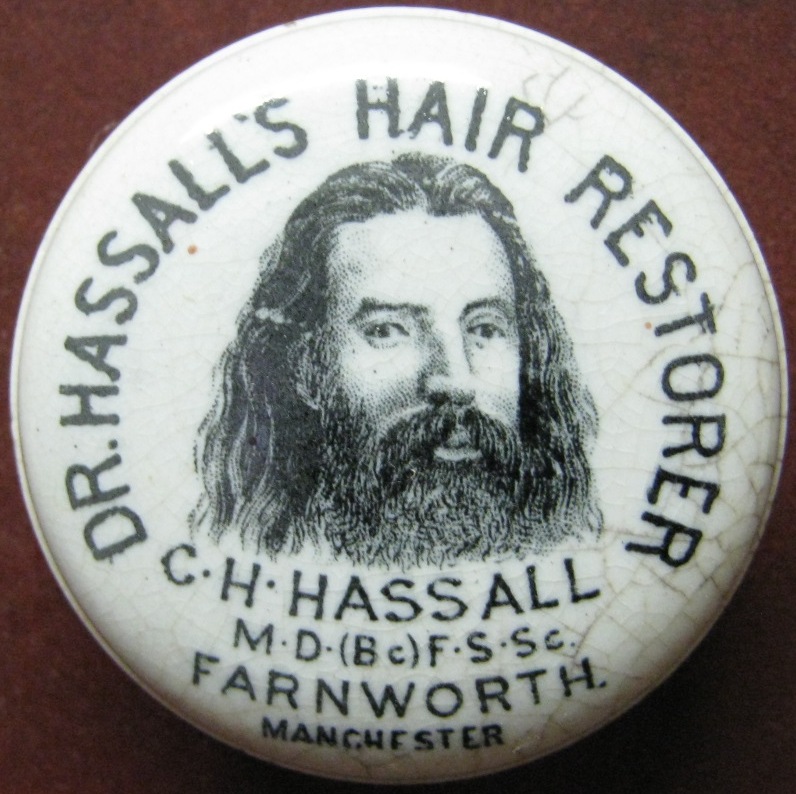 DR. HASSALL'S HAIR RESTORER
C·H·HASSALL
M·D·(Bc)F·S·Sc.
FARNWORTH.
MANCHESTER